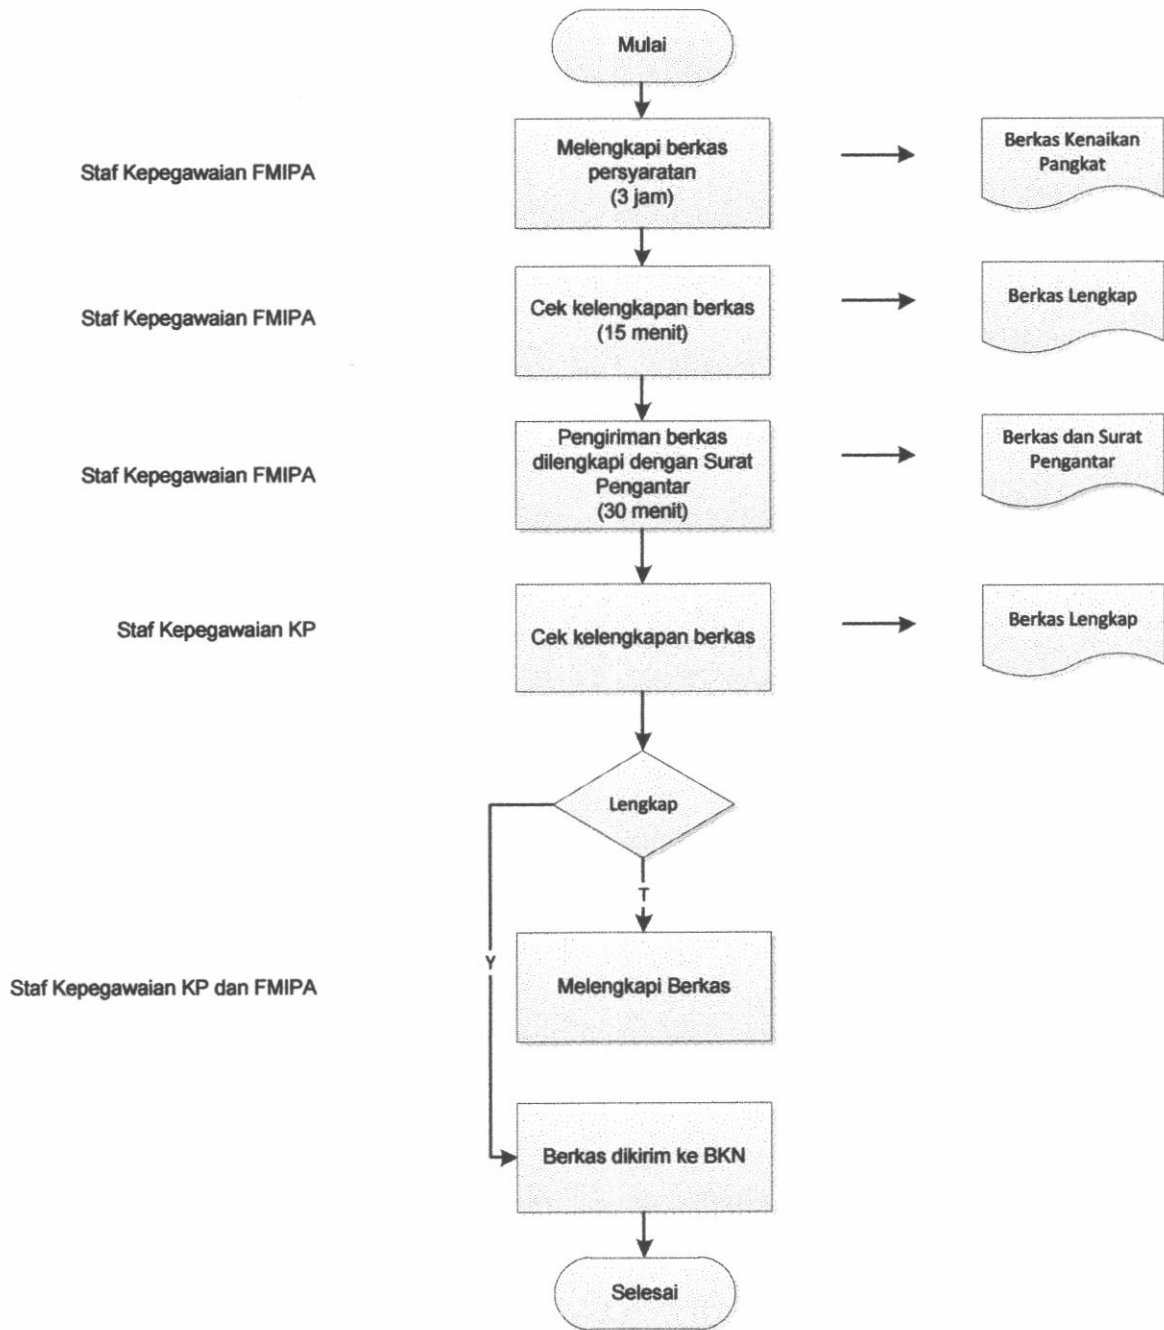 Mulai
Staf Kepegawaian FMIPA
Melengkapi berkas
persyaratan
(3 jam)
Berkas Kenaikan
Pangkat
Staf Kepegawaian FMIPA
Cek kelengkapan berkas
(15 menit)
Berkas Lengkap
Staf Kepegawaian FMIPA
Pengiriman berkas
dilengkapi dengan Surat
Pengantar
(30 menit)
Berkas dan Surat
Pengantar
Staf Kepegawaian KP
Cek kelengkapan berkas
Berkas Lengkap
Lengkap
T
Y
Staf Kepegawaian KP dan FMIPA
Melengkapi Berkas
Berkas dikirim ke BKN
Selesai